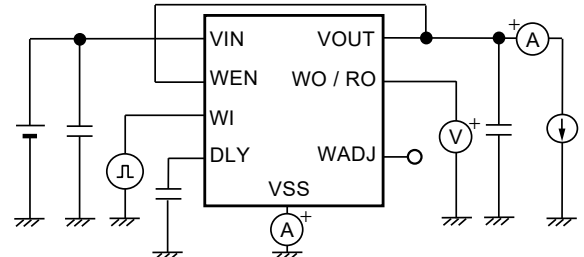 +
A
VIN VOUT
WEN WO / RO
WI
+
V
DLY WADJ
VSS
+
A